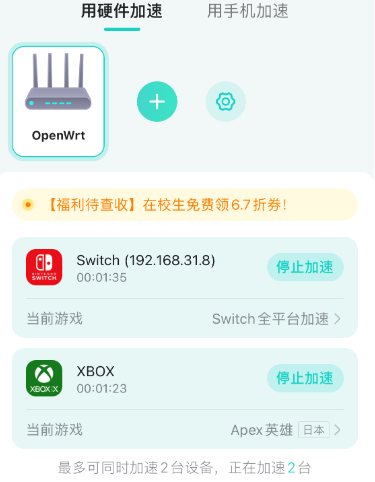 用硬件加速 用手机加速
OpenWrt
【福利待查收】在校生免费领6.7折券!
NINTENDO
SWITCH
Switch (192.168.31.8)
00:01:35
停止加速
当前游戏 Switch全平台加速
XBOX
00:01:23
停止加速
当前游戏 Apex英雄 日本
最多可同时加速2台设备，正在加速2台